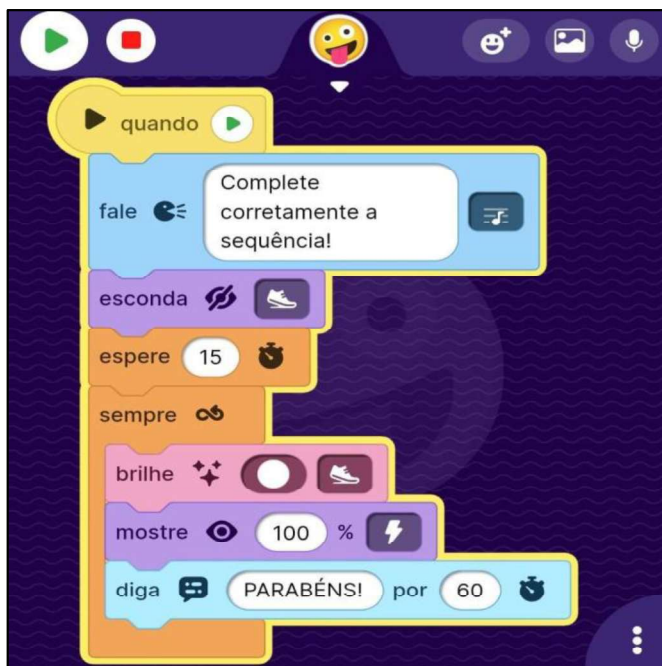 quando
fale Complete
corretamente a
sequência!
esconda
espere 15
sempre
brilhe
mostre 100 %
diga PARABÉNS! por 60